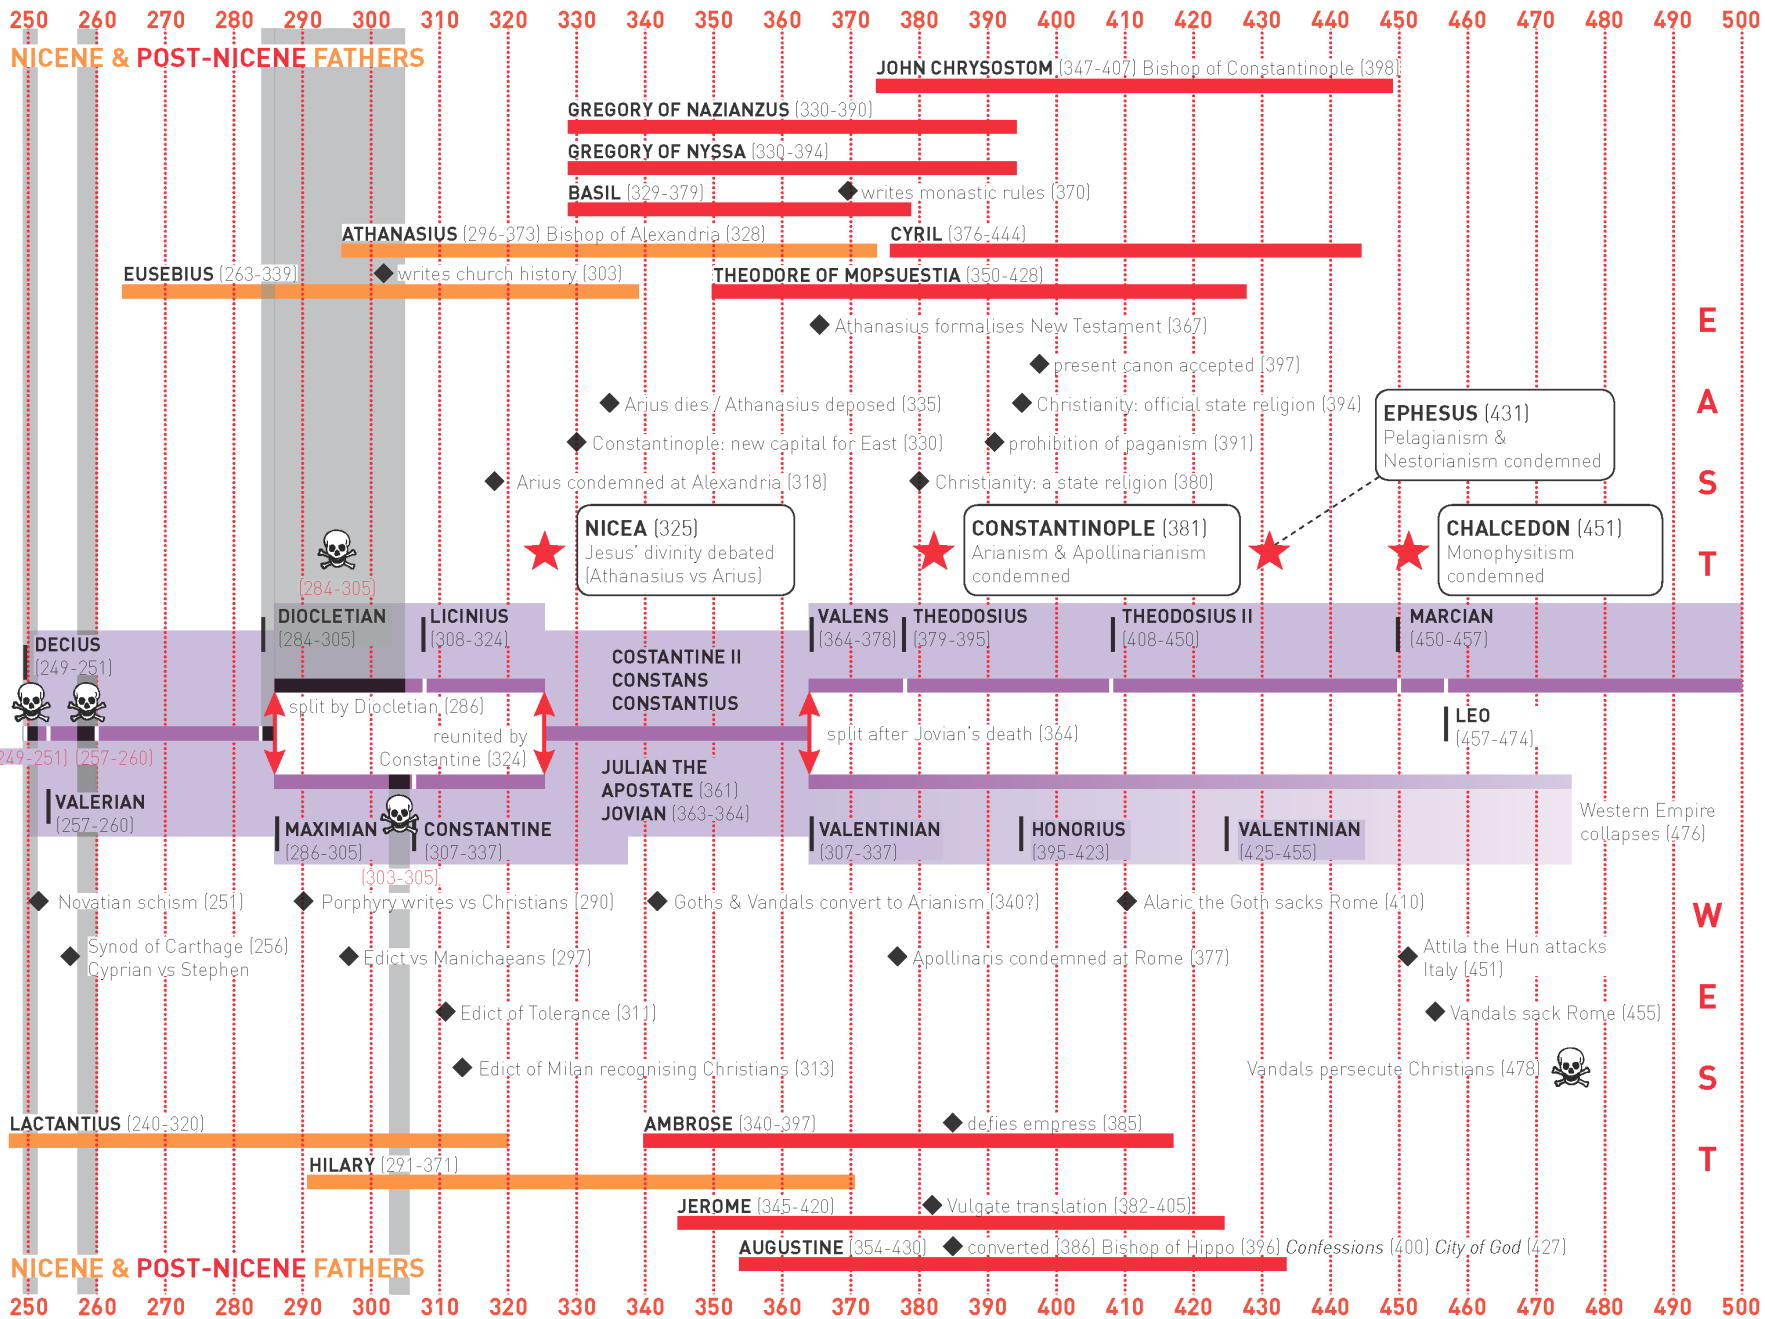 250 260 270 280 290 300 310 320 330 340 350 360 370 380 390 400 410 420 430 440 450 460 470 480 490 500
NICENE & POST-NICENE FATHERS
JOHN CHRYSOSTOM (347-407) Bishop of Constantinople (398)
GREGORY OF NAZIANZUS (330-390)
GREGORY OF NYSSA (330-394)
BASIL (329-379)
writes monastic rules (370)
ATHANASIUS (296-373) Bishop of Alexandria (328)
CYRIL (376-444)
EUSEBIUS (263-339)
writes church history (303)
THEODORE OF MOPSUESTIA (350-428)
Athanasius formalises New Testament (367)
present canon accepted (397)
Arius dies / Athanasius deposed (335)
Christianity: official state religion (394)
Constantinople: new capital for East (330)
prohibition of paganism (391)
Arius condemned at Alexandria (318)
Christianity: a state religion (380)
EPHESUS (431)
Pelagianism &
Nestorianism condemned
NICEA (325)
Jesus' divinity debated
(Athanasius vs Arius)
CONSTANTINOPLE (381)
Arianism & Apollinarianism
condemned
CHALCEDON (451)
Monophysitism
condemned
E
A
S
T
(284-305)
DECIUS
(249-251)
DIOCLETIAN
(284-305)
LICINIUS
(308-324)
COSTANTINE II
CONSTANS
CONSTANTIUS
VALENS
(364-378)
THEODOSIUS
(379-395)
THEODOSIUS II
(408-450)
MARCIAN
(450-457)
LEO
(457-474)
split by Diocletian (286)
reunited by
Constantine (324)
split after Jovian's death (364)
249-251) (257-260)
JULIAN THE
APOSTATE (361)
JOVIAN (363-364)
VALERIAN
(257-260)
MAXIMIAN
(286-305)
CONSTANTINE
(307-337)
(303-305)
VALENTINIAN
(307-337)
HONORIUS
(395-423)
VALENTINIAN
(425-455)
Western Empire
collapses (476)
Novatian schism (251)
Porphyry writes vs Christians (290)
Goths & Vandals convert to Arianism (340?)
Alaric the Goth sacks Rome (410)
Synod of Carthage (256)
Cyprian vs Stephen
Edict vs Manichaeans (297)
Apollinaris condemned at Rome (377)
Attila the Hun attacks
Italy (451)
Edict of Tolerance (311)
Vandals sack Rome (455)
Edict of Milan recognising Christians (313)
Vandals persecute Christians (478)
W
E
S
T
LACTANTIUS (240-320)
AMBROSE (340-397)
defies empress (385)
HILARY (291-371)
JEROME (345-420)
Vulgate translation (382-405)
AUGUSTINE (354-430)
converted (386) Bishop of Hippo (396) Confessions (400) City of God (427)
NICENE & POST-NICENE FATHERS
250 260 270 280 290 300 310 320 330 340 350 360 370 380 390 400 410 420 430 440 450 460 470 480 490 500